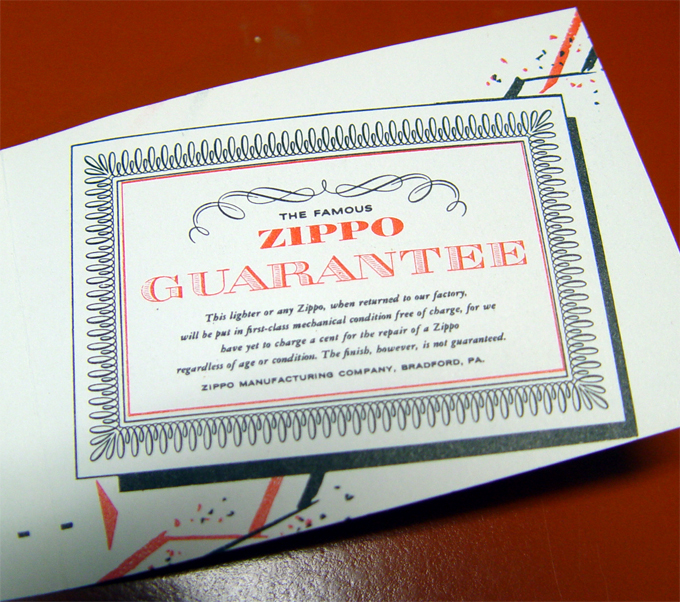 THE FAMOUS
ZIPPO
GUARANTEE
This lighter or any Zippo, when returned to our factory,
will be put in first-class mechanical condition free of charge, for we
have yet to charge a cent for the repair of a Zippo
regardless of age or condition. The finish, however, is not guaranteed.
ZIPPO MANUFACTURING COMPANY, BRADFORD, PA.